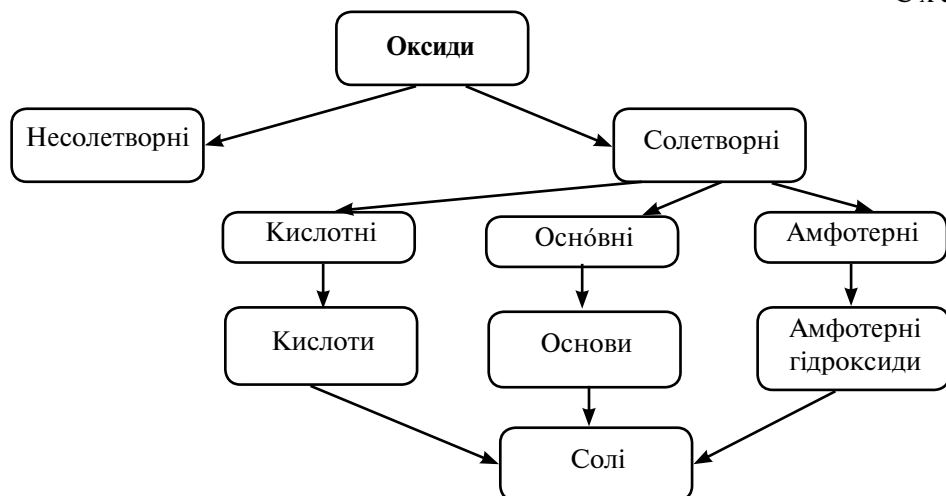 Оксиди
Несолетворні
Солетворні
Кислотні
Оснóвні
Амфотерні
Кислоти
Основи
Амфотерні
гідроксиди
Солі